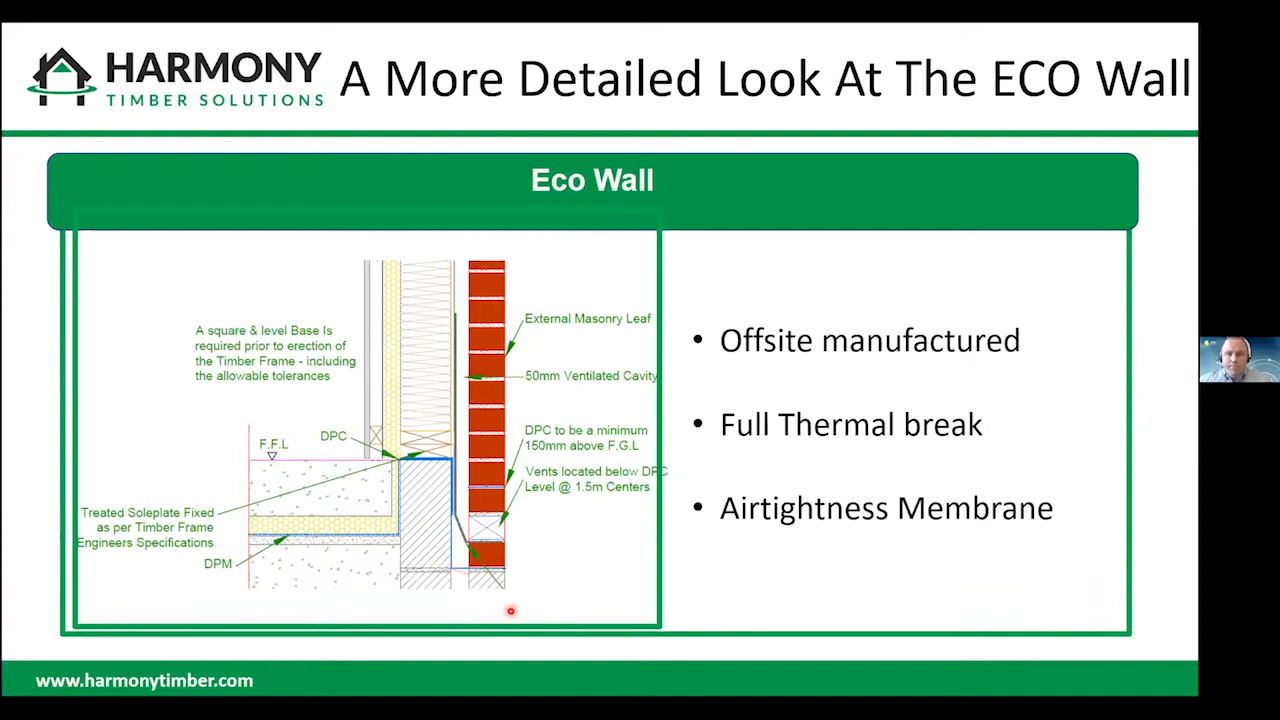 HARMONY
TIMBER SOLUTIONS
A More Detailed Look At The ECO Wall
Eco Wall
A square & level Base Is
required prior to erection of
the Timber Frame - including
the allowable tolerances
F.F.L
DPC
Treated Soleplate Fixed
as per Timber Frame
Engineers Specifications
DPM
External Masonry Leaf
50mm Ventilated Cavity
DPC to be a minimum
150mm above F.G.L
Vents located below DPC
Level @ 1.5m Centers
• Offsite manufactured
• Full Thermal break
• Airtightness Membrane
www.harmonytimber.com